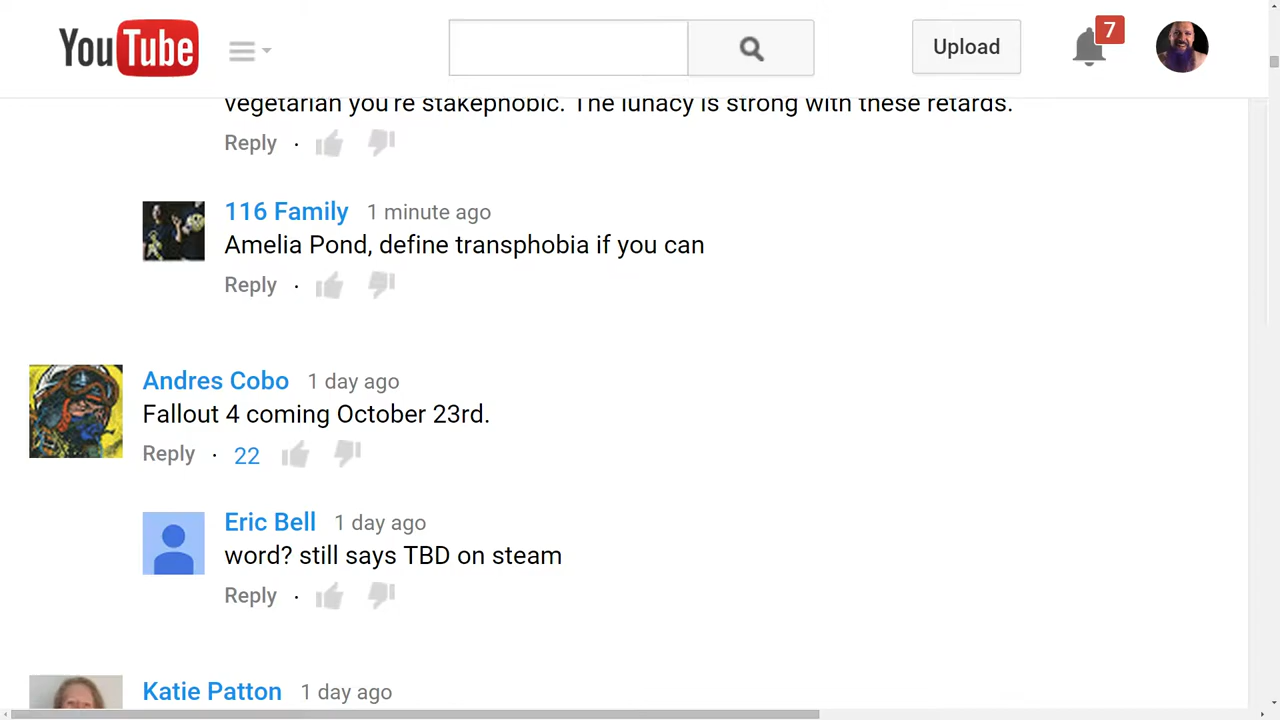 YouTube
Upload
7
vegetarian you're stakephobic. The lunacy is strong with these retards.
Reply ·
116 Family 1 minute ago
Amelia Pond, define transphobia if you can
Reply ·
Andres Cobo 1 day ago
Fallout 4 coming October 23rd.
Reply · 22
Eric Bell 1 day ago
word? still says TBD on steam
Reply ·
Katie Patton 1 day ago